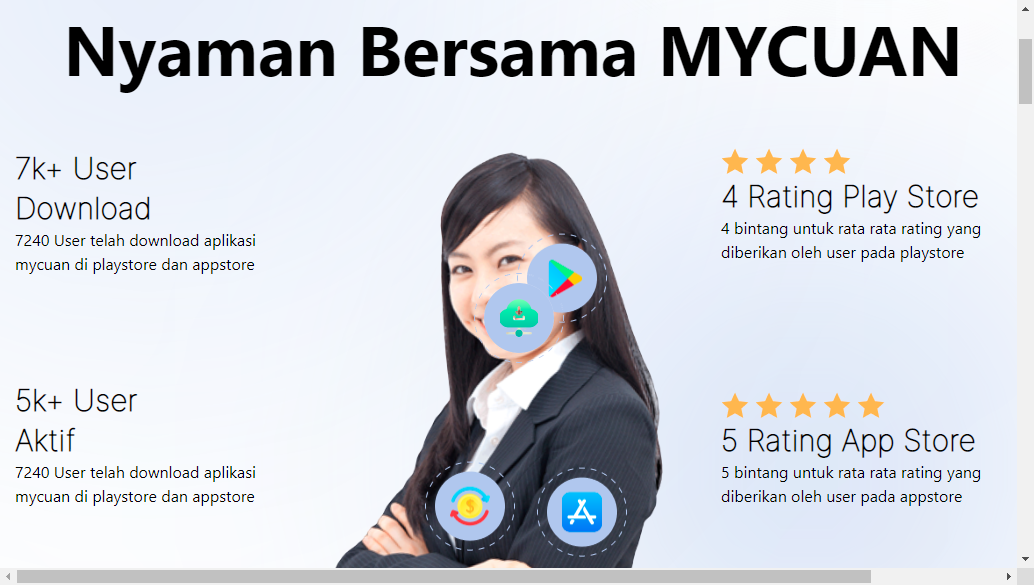 Nyaman Bersama MYCUAN
7k+ User
Download
7240 User telah download aplikasi
mycuan di playstore dan appstore
4 Rating Play Store
4 bintang untuk rata rata rating yang
diberikan oleh user pada playstore
5k+ User
Aktif
7240 User telah download aplikasi
mycuan di playstore dan appstore
5 Rating App Store
5 bintang untuk rata rata rating yang
diberikan oleh user pada appstore